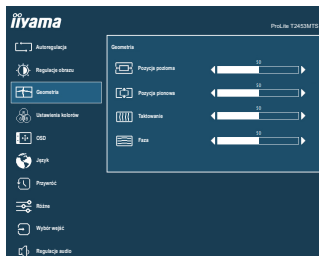 iiyama
ProLite T2453MTS
Autoregulacja
Regulacje obrazu
Geometria
Ustawienia kolorów
OSD
Język
Przywróć
Różne
Wybór wejść
Regulacja audio
Geometria
Pozycja pozioma
50
Pozycja pionowa
50
Taktowanie
50
Faza
50